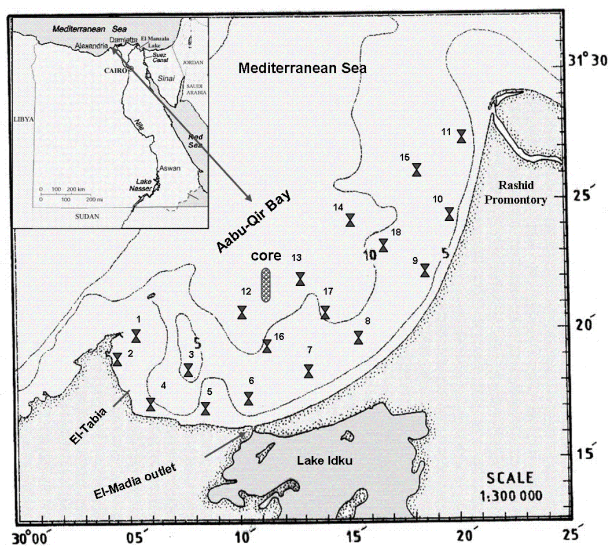 Mediterranean Sea
Alexandria
Damietta
El Manzala
Lake
Suez
Canal
CAIRO
Sinai
JORDAN
SAUDI
ARABIA
LIBYA
Nile
Red
Sea
Aswan
Lake
Nasser
0 100 200 km
0 100 200 mi
SUDAN
Mediterranean Sea
31° 30
25´
20´
15´
Rashid
Promontory
Aabu-Qir Bay
core
11
15
10
14
18
10
5
9
13
12
17
8
1
16
2
5
3
7
4
5
6
El-Tabia
El-Madia outlet
Lake Idku
SCALE
1:300 000
30°00´ 05´ 10´ 15´ 20´ 25´